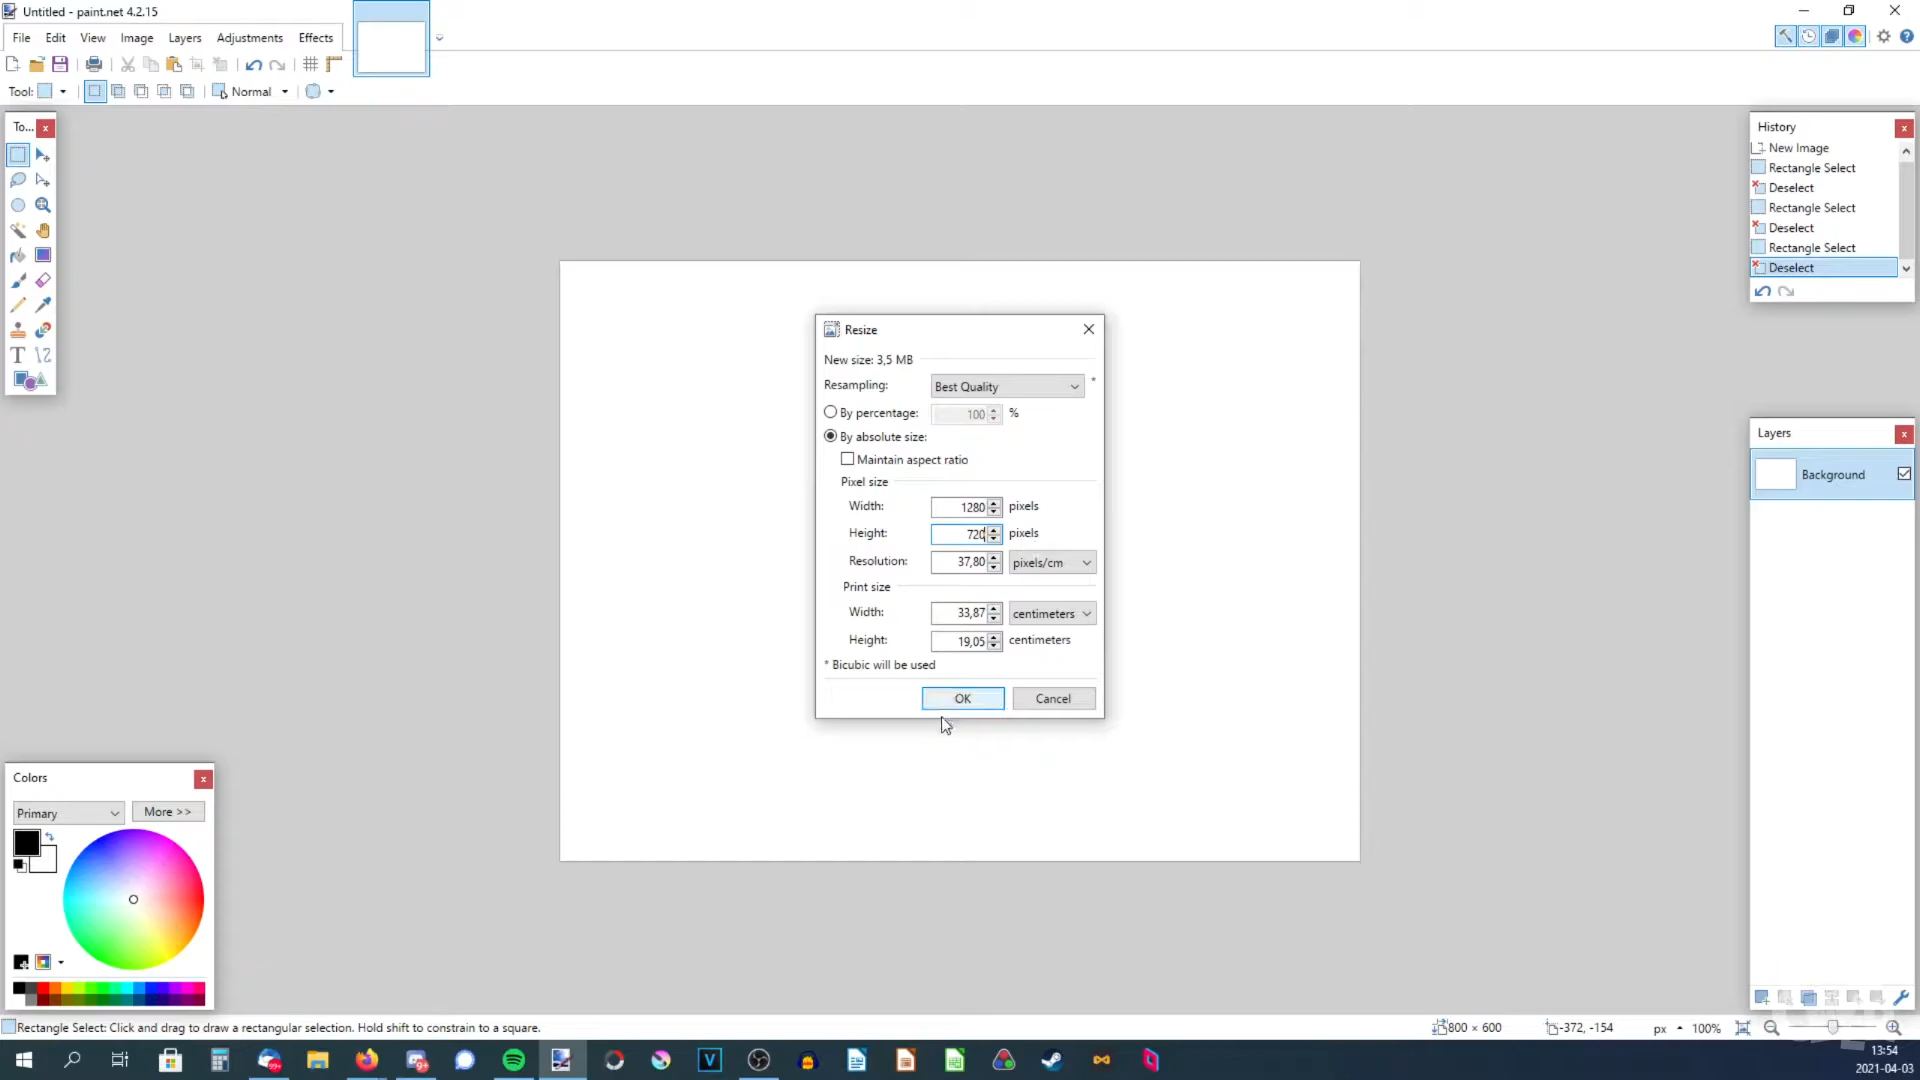 Untitled - paint.net 4.2.15
File Edit View Image Layers Adjustments Effects
Tool: Normal
To...
History
New Image
Rectangle Select
Deselect
Rectangle Select
Deselect
Rectangle Select
Deselect
Resize
New size: 3,5 MB
Resampling: Best Quality *
By percentage: 100 %
By absolute size:
Maintain aspect ratio
Pixel size
Width: 1280 pixels
Height: 720 pixels
Resolution: 37,80 pixels/cm
Print size
Width: 33,87 centimeters
Height: 19,05 centimeters
* Bicubic will be used
OK Cancel
Layers
Background
Colors
Primary More >>
Rectangle Select: Click and drag to draw a rectangular selection. Hold shift to constrain to a square.
800 × 600 -372, -154 px 100%
13:54
2021-04-03